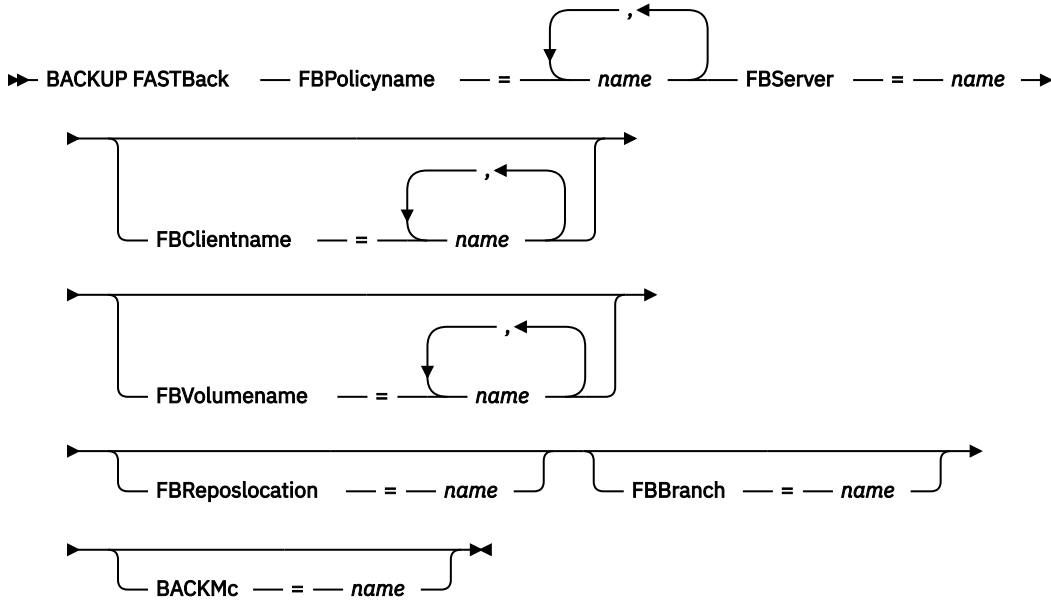 ,
BACKUP FASTBack FBPolicyname = name FBServer = name
,
FBClientname = name
,
FBVolumename = name
FBReposlocation = name FBBranch = name
BACKMc = name